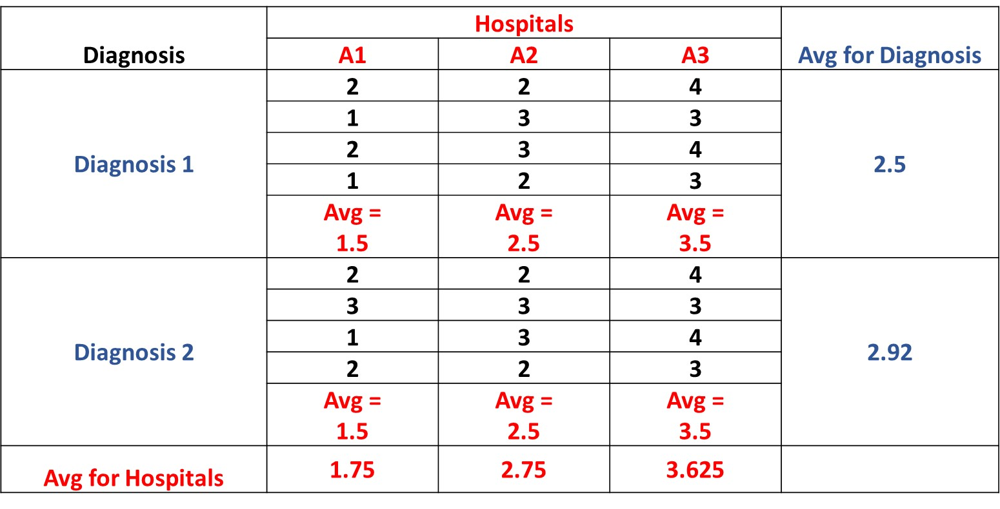 Hospitals
Diagnosis A1 A2 A3 Avg for Diagnosis
2 2 4
1 3 3
Diagnosis 1 2 3 4 2.5
1 2 3
Avg = Avg = Avg =
1.5 2.5 3.5
2 2 4
3 3 3
Diagnosis 2 1 3 4 2.92
2 2 3
Avg = Avg = Avg =
1.5 2.5 3.5
Avg for Hospitals 1.75 2.75 3.625